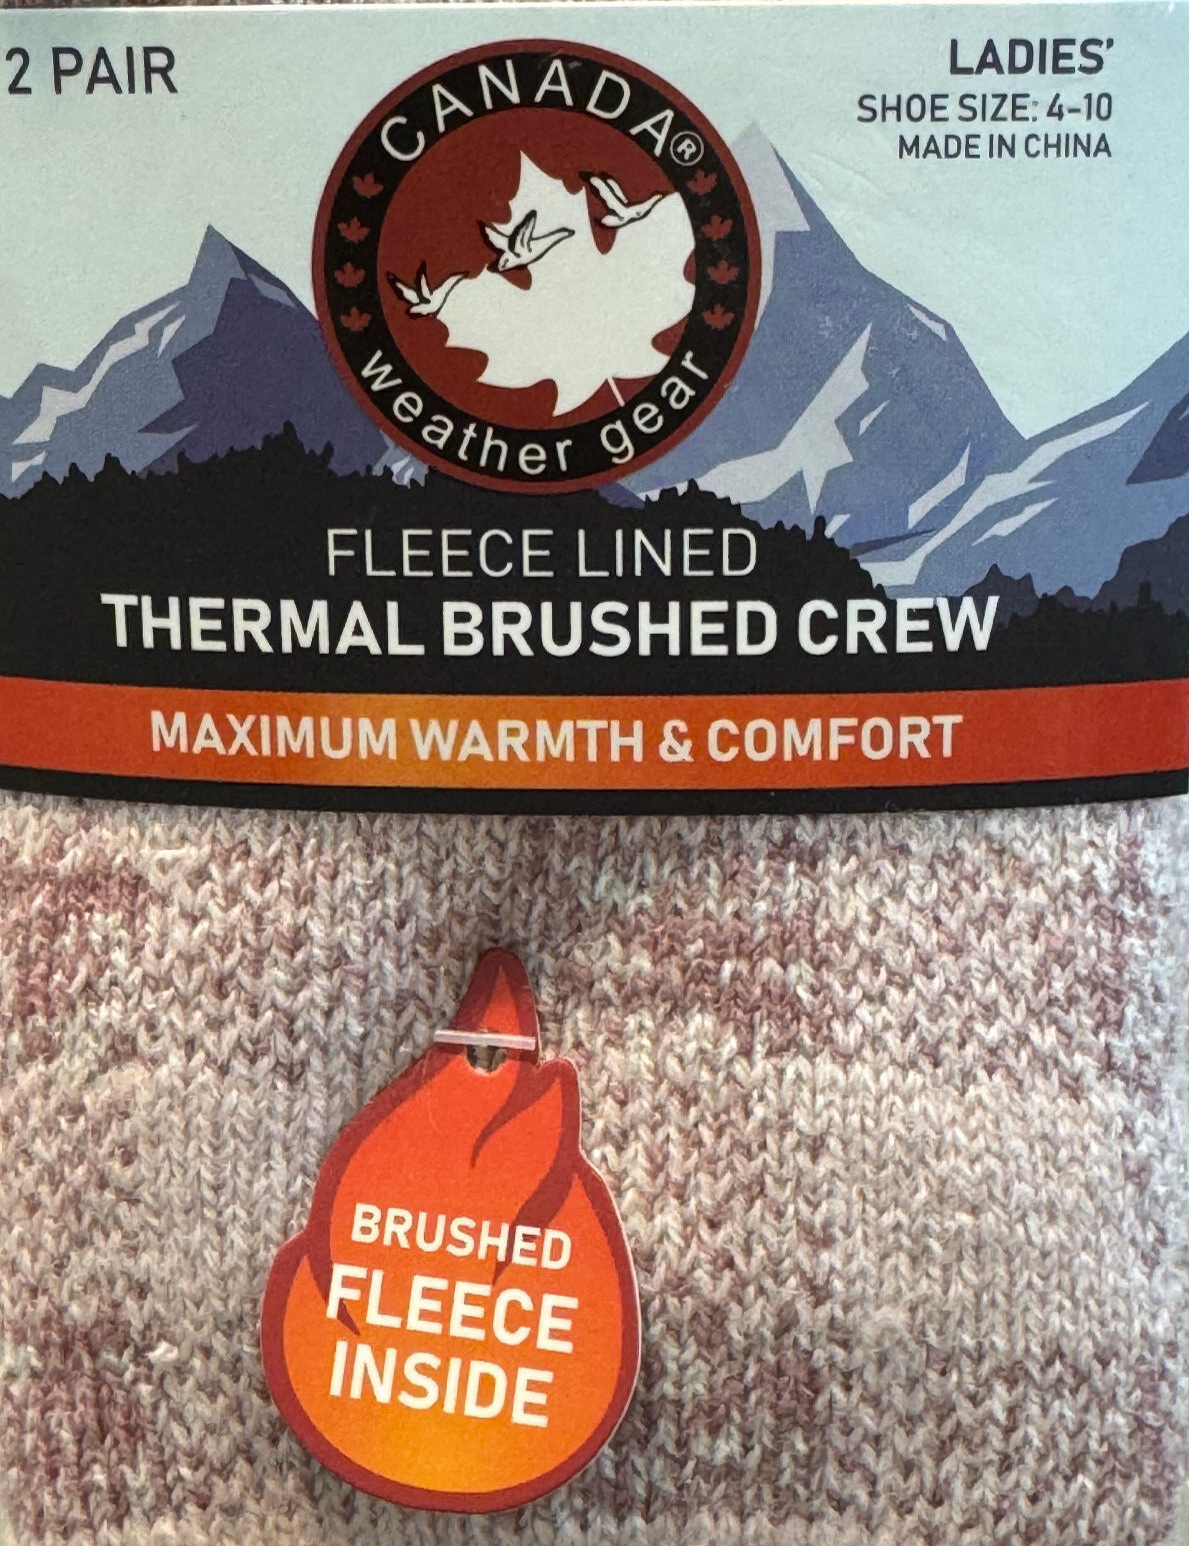 2 PAIR
CANADA®
weather gear
LADIES'
SHOE SIZE: 4-10
MADE IN CHINA
FLEECE LINED
THERMAL BRUSHED CREW
MAXIMUM WARMTH & COMFORT
BRUSHED
FLEECE
INSIDE